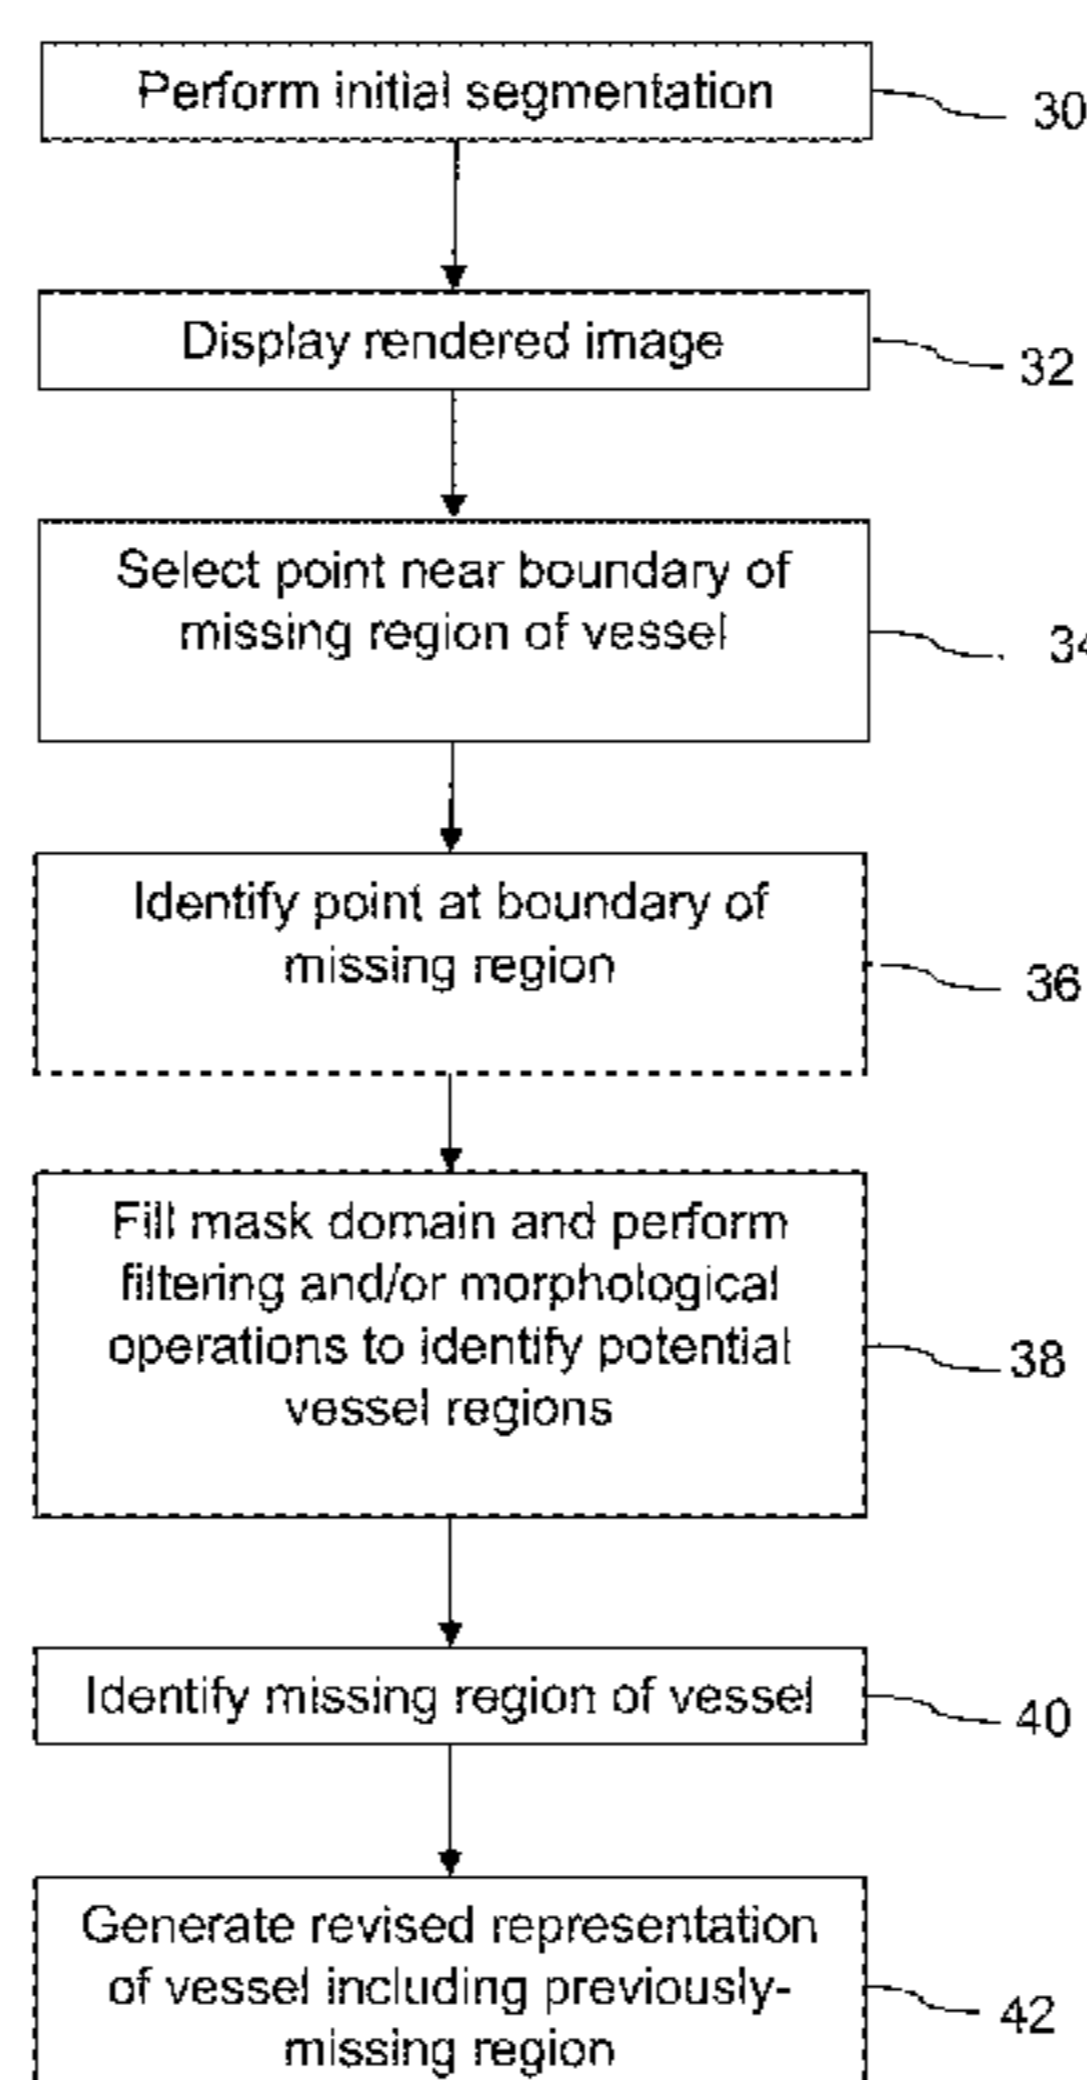 Perform initial segmentation
30
Display rendered image
32
Select point near boundary of
missing region of vessel
34
Identify point at boundary of
missing region
36
Fill mask domain and perform
filtering and/or morphological
operations to identify potential
vessel regions
38
Identify missing region of vessel
40
Generate revised representation
of vessel including previously-
missing region
42